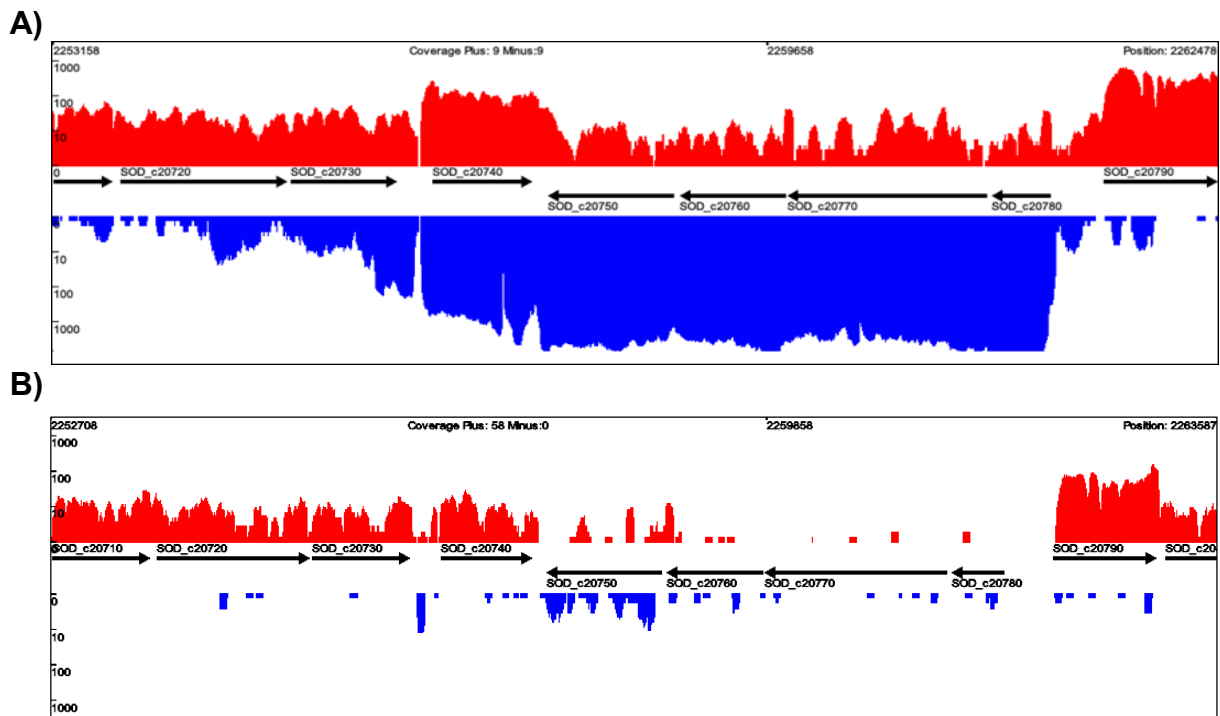 A)
2253158 Coverage Plus: 9 Minus:9 2259658 Position: 2262478
1000
100
10
0
SOD_c20720 SOD_c20730 SOD_c20740 SOD_c20790
SOD_c20750 SOD_c20760 SOD_c20770 SOD_c20780
10
100
1000
B)
2252708 Coverage Plus: 58 Minus:0 2259858 Position: 2263587
1000
100
10
SOD_c20710 SOD_c20720 SOD_c20730 SOD_c20740 SOD_c20790 SOD_c20
SOD_c20750 SOD_c20760 SOD_c20770 SOD_c20780
0
10
100
1000